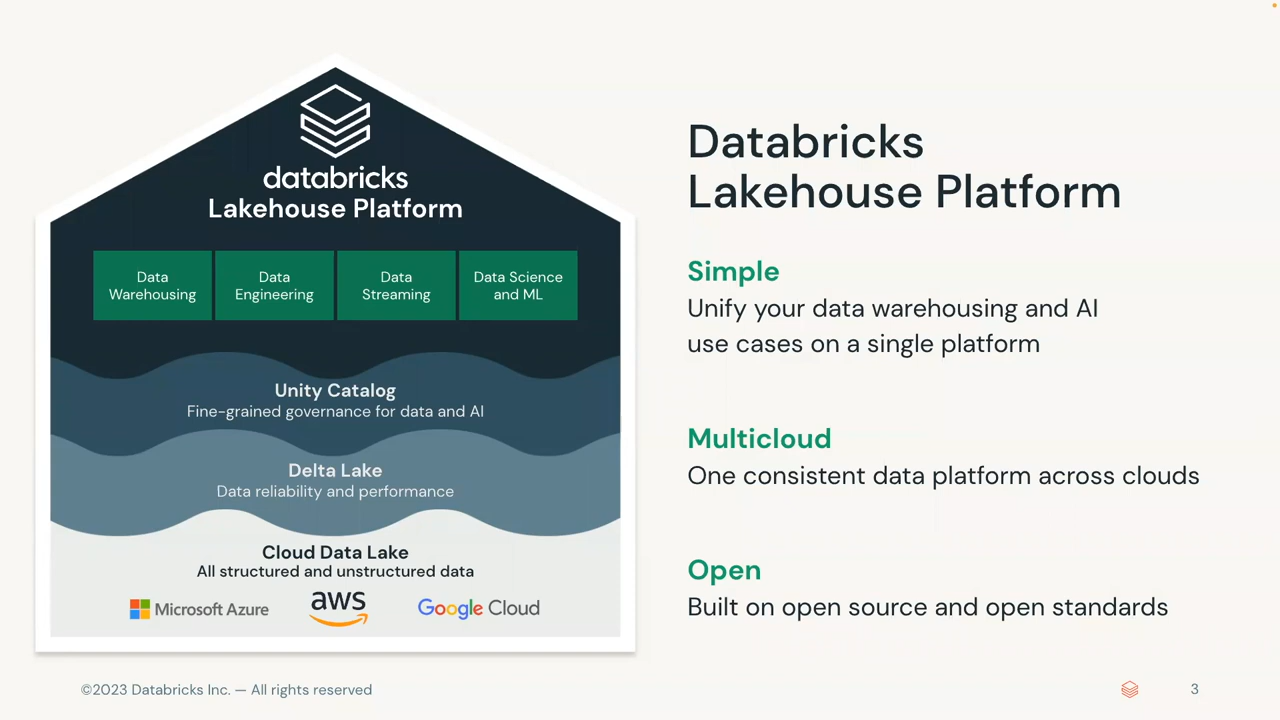 databricks
Lakehouse Platform
Data
Warehousing
Data
Engineering
Data
Streaming
Data Science
and ML
Unity Catalog
Fine-grained governance for data and AI
Delta Lake
Data reliability and performance
Cloud Data Lake
All structured and unstructured data
Microsoft Azure
aws
Google Cloud
Databricks
Lakehouse Platform
Simple
Unify your data warehousing and AI
use cases on a single platform
Multicloud
One consistent data platform across clouds
Open
Built on open source and open standards
©2023 Databricks Inc. — All rights reserved
3